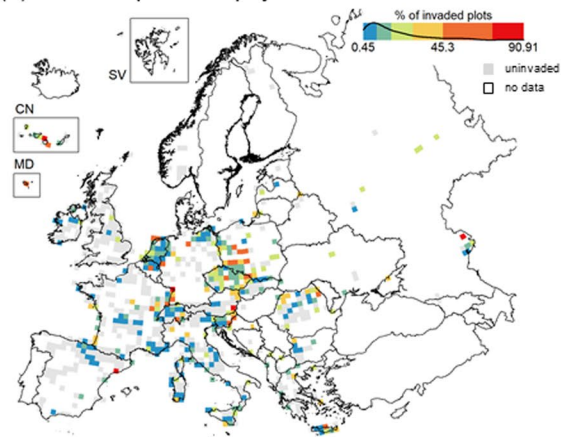 % of invaded plots
0.45 45.3 90.91
uninvaded
no data
SV
CN
MD